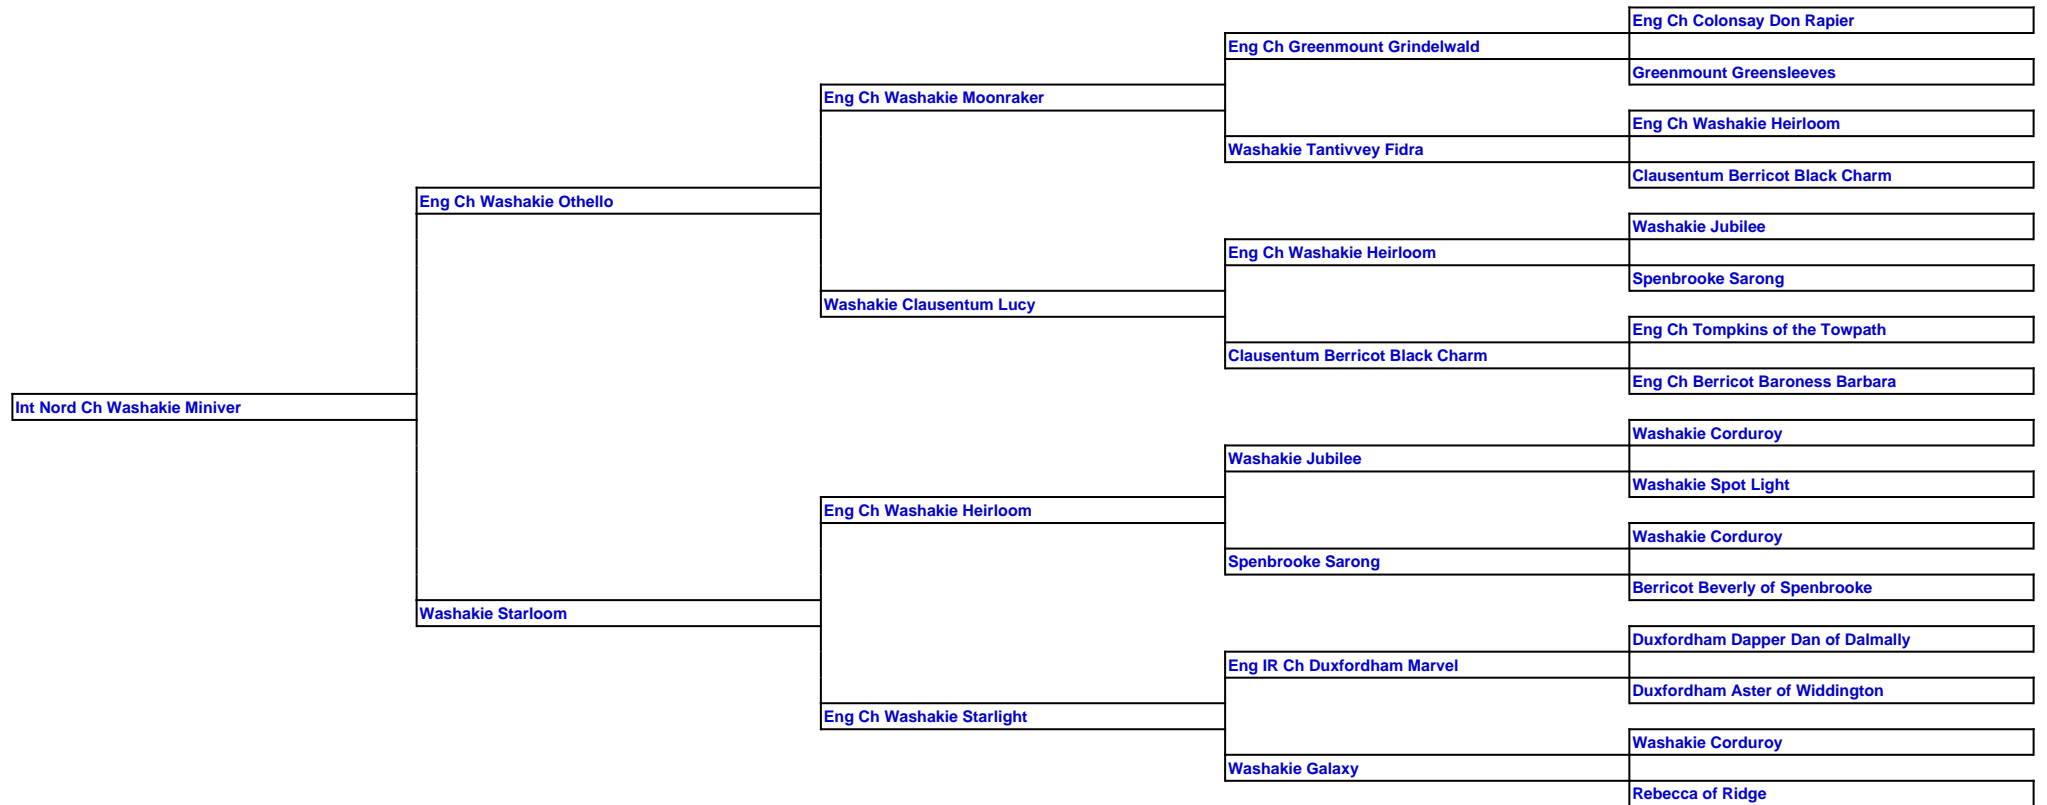 Eng Ch Colonsay Don Rapier
Eng Ch Greenmount Grindelwald
Greenmount Greensleeves
Eng Ch Washakie Moonraker
Eng Ch Washakie Heirloom
Washakie Tantivvey Fidra
Clausentum Berricot Black Charm
Eng Ch Washakie Othello
Washakie Jubilee
Eng Ch Washakie Heirloom
Spenbrooke Sarong
Washakie Clausentum Lucy
Eng Ch Tompkins of the Towpath
Clausentum Berricot Black Charm
Eng Ch Berricot Baroness Barbara
Int Nord Ch Washakie Miniver
Washakie Corduroy
Washakie Jubilee
Washakie Spot Light
Eng Ch Washakie Heirloom
Washakie Corduroy
Spenbrooke Sarong
Berricot Beverly of Spenbrooke
Washakie Starloom
Duxfordham Dapper Dan of Dalmally
Eng IR Ch Duxfordham Marvel
Duxfordham Aster of Widdington
Eng Ch Washakie Starlight
Washakie Corduroy
Washakie Galaxy
Rebecca of Ridge